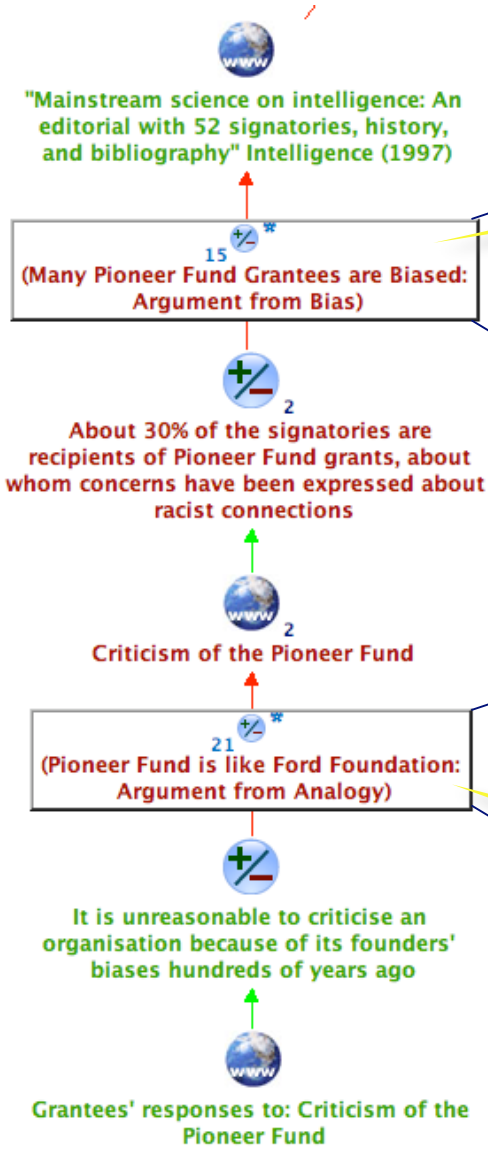 www
"Mainstream science on intelligence: An
editorial with 52 signatories, history,
and bibliography" Intelligence (1997)
15 +/- *
(Many Pioneer Fund Grantees are Biased:
Argument from Bias)
+/- 2
About 30% of the signatories are
recipients of Pioneer Fund grants, about
whom concerns have been expressed about
racist connections
www 2
Criticism of the Pioneer Fund
21 +/- *
(Pioneer Fund is like Ford Foundation:
Argument from Analogy)
+/-
It is unreasonable to criticise an
organisation because of its founders'
biases hundreds of years ago
www
Grantees' responses to: Criticism of the
Pioneer Fund